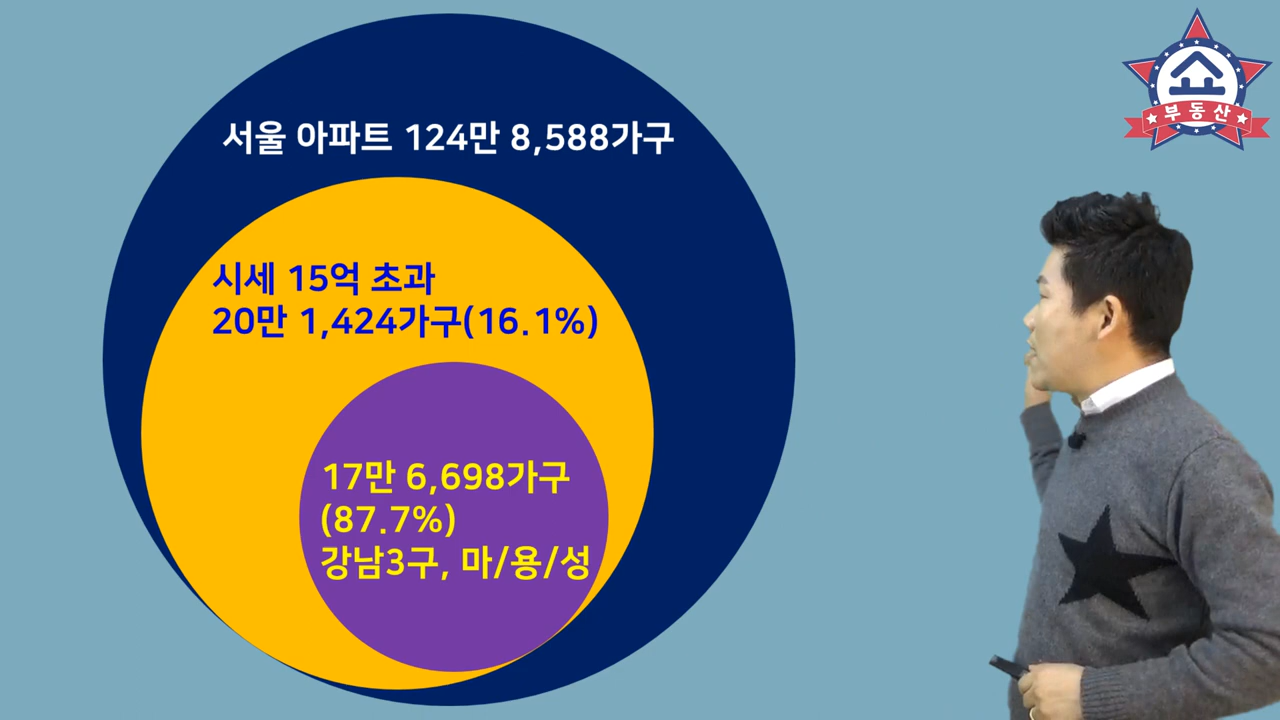 서울 아파트 124만 8,588가구
시세 15억 초과
20만 1,424가구(16.1%)
17만 6,698가구
(87.7%)
강남3구, 마/용/성
쇼
부동산